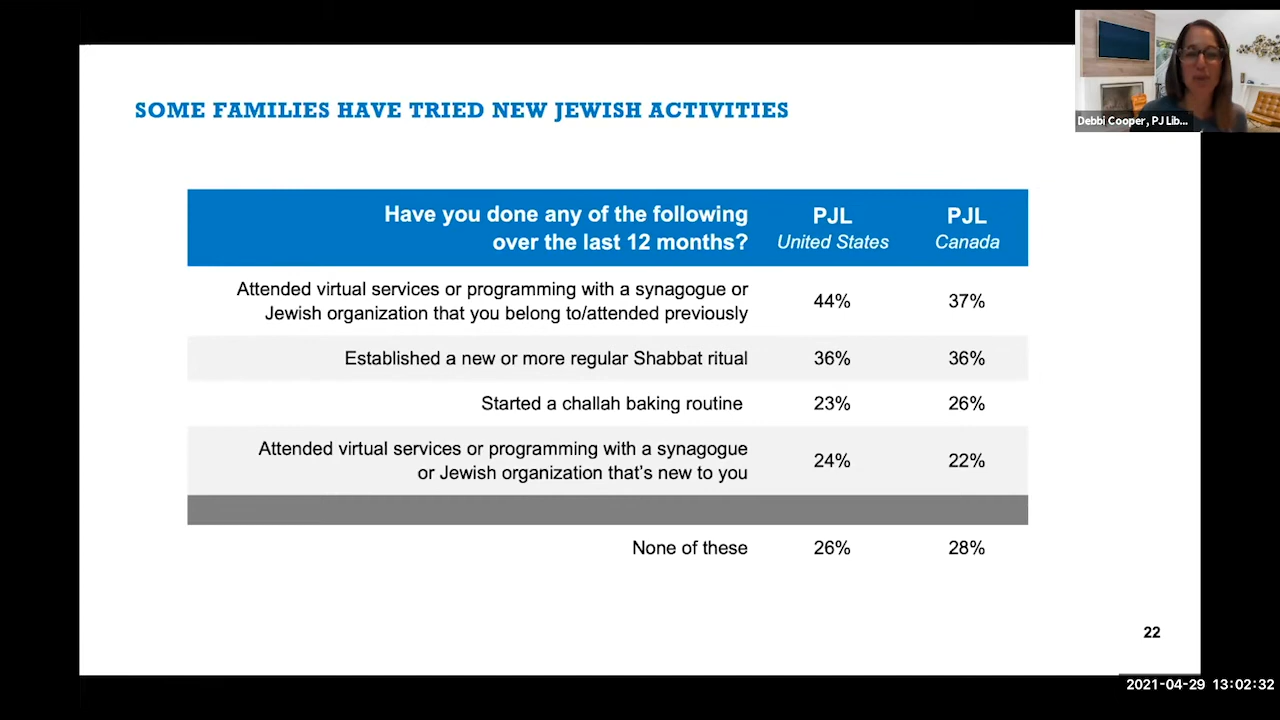 Debbi Cooper, PJ Lib...
SOME FAMILIES HAVE TRIED NEW JEWISH ACTIVITIES
Have you done any of the following
over the last 12 months?
PJL
United States
PJL
Canada
Attended virtual services or programming with a synagogue or
Jewish organization that you belong to/attended previously
44% 37%
Established a new or more regular Shabbat ritual 36% 36%
Started a challah baking routine 23% 26%
Attended virtual services or programming with a synagogue
or Jewish organization that's new to you
24% 22%
None of these 26% 28%
22
2021-04-29 13:02:32